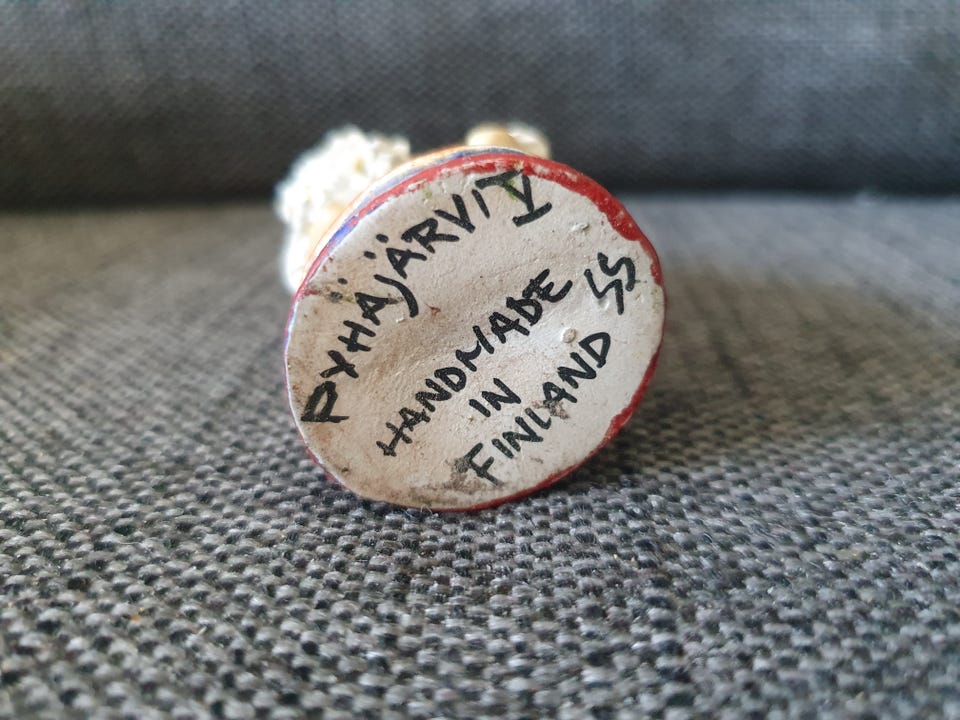 PYHÄJÄRVI
HANDMADE
IN
FINLAND SS